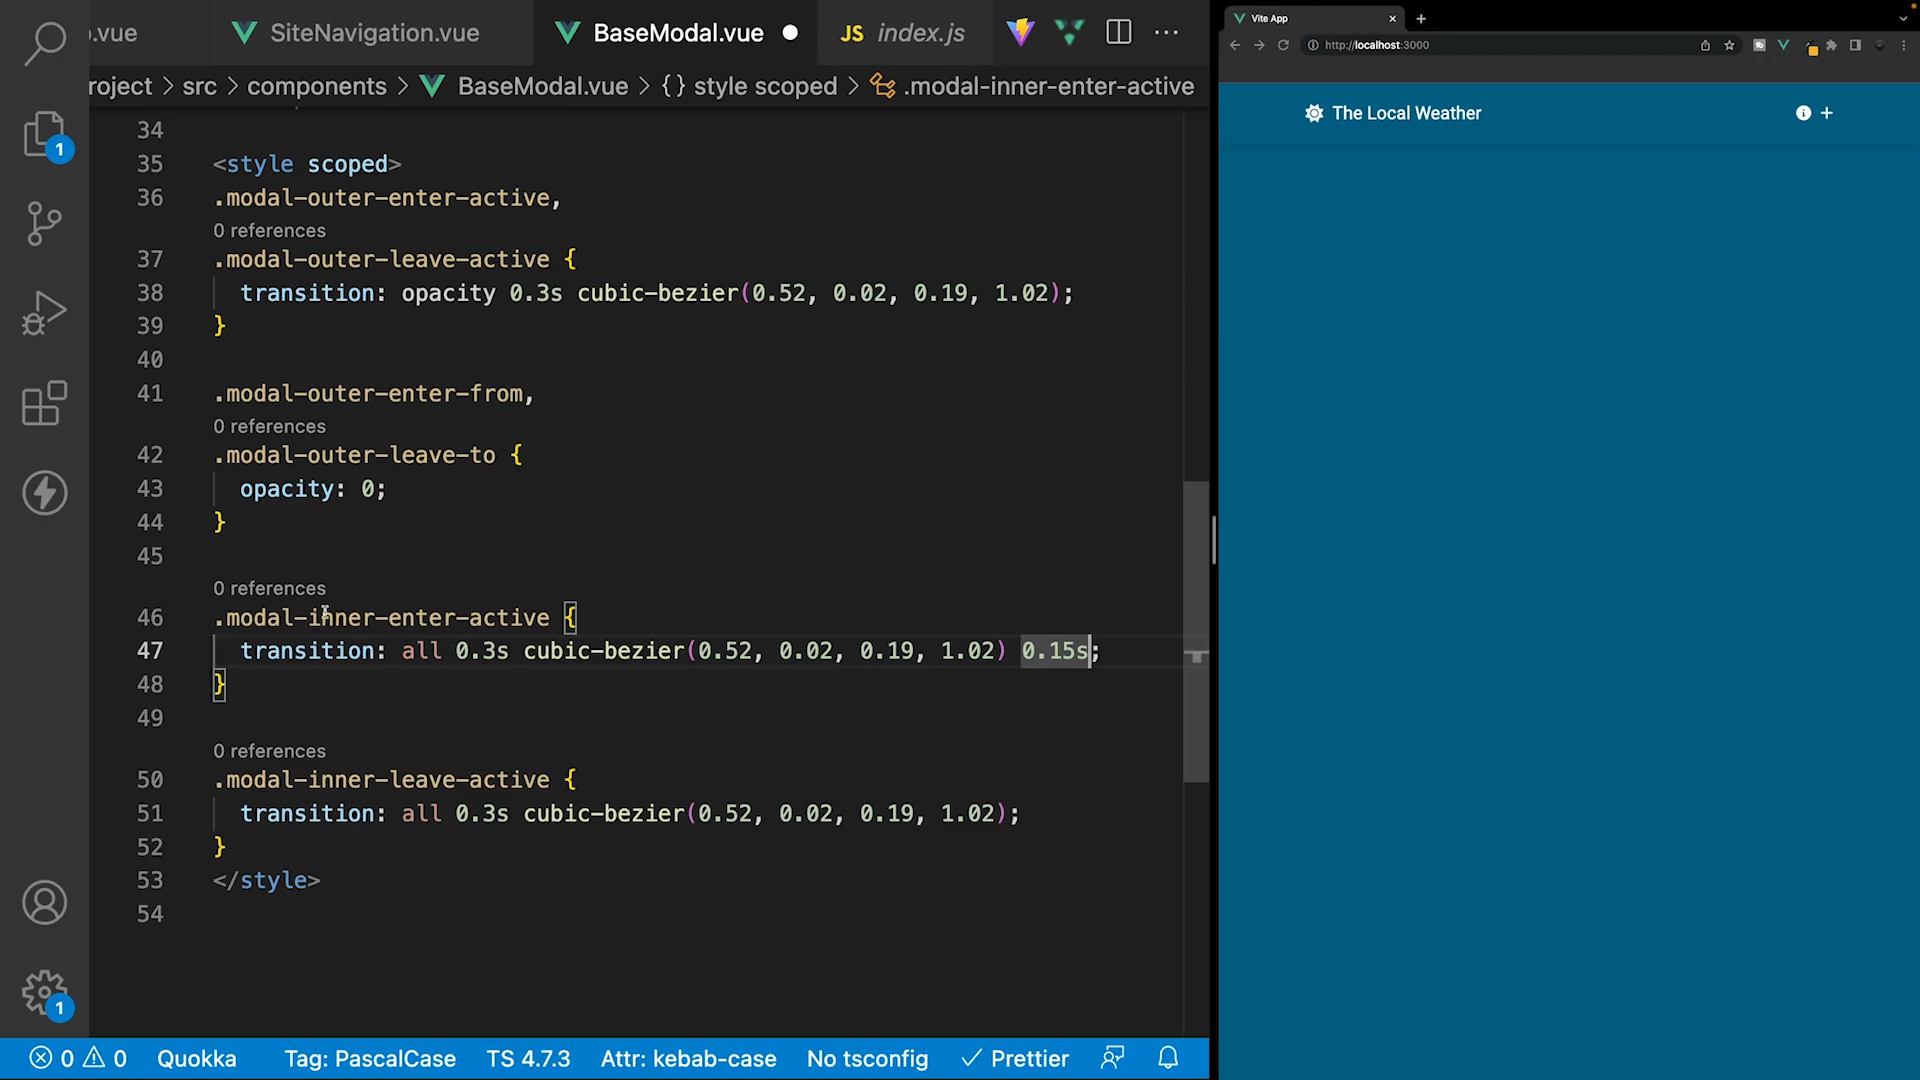 .vue
SiteNavigation.vue
BaseModal.vue
JS index.js
roject > src > components > BaseModal.vue > {} style scoped > .modal-inner-enter-active
34
35 <style scoped>
36 .modal-outer-enter-active,
0 references
37 .modal-outer-leave-active {
38 transition: opacity 0.3s cubic-bezier(0.52, 0.02, 0.19, 1.02);
39 }
40
41 .modal-outer-enter-from,
0 references
42 .modal-outer-leave-to {
43 opacity: 0;
44 }
45
0 references
46 .modal-inner-enter-active {
47 transition: all 0.3s cubic-bezier(0.52, 0.02, 0.19, 1.02) 0.15s;
48 }
49
0 references
50 .modal-inner-leave-active {
51 transition: all 0.3s cubic-bezier(0.52, 0.02, 0.19, 1.02);
52 }
53 </style>
54
1
1
0 0 Quokka Tag: PascalCase TS 4.7.3 Attr: kebab-case No tsconfig Prettier
Vite App
http://localhost:3000
The Local Weather